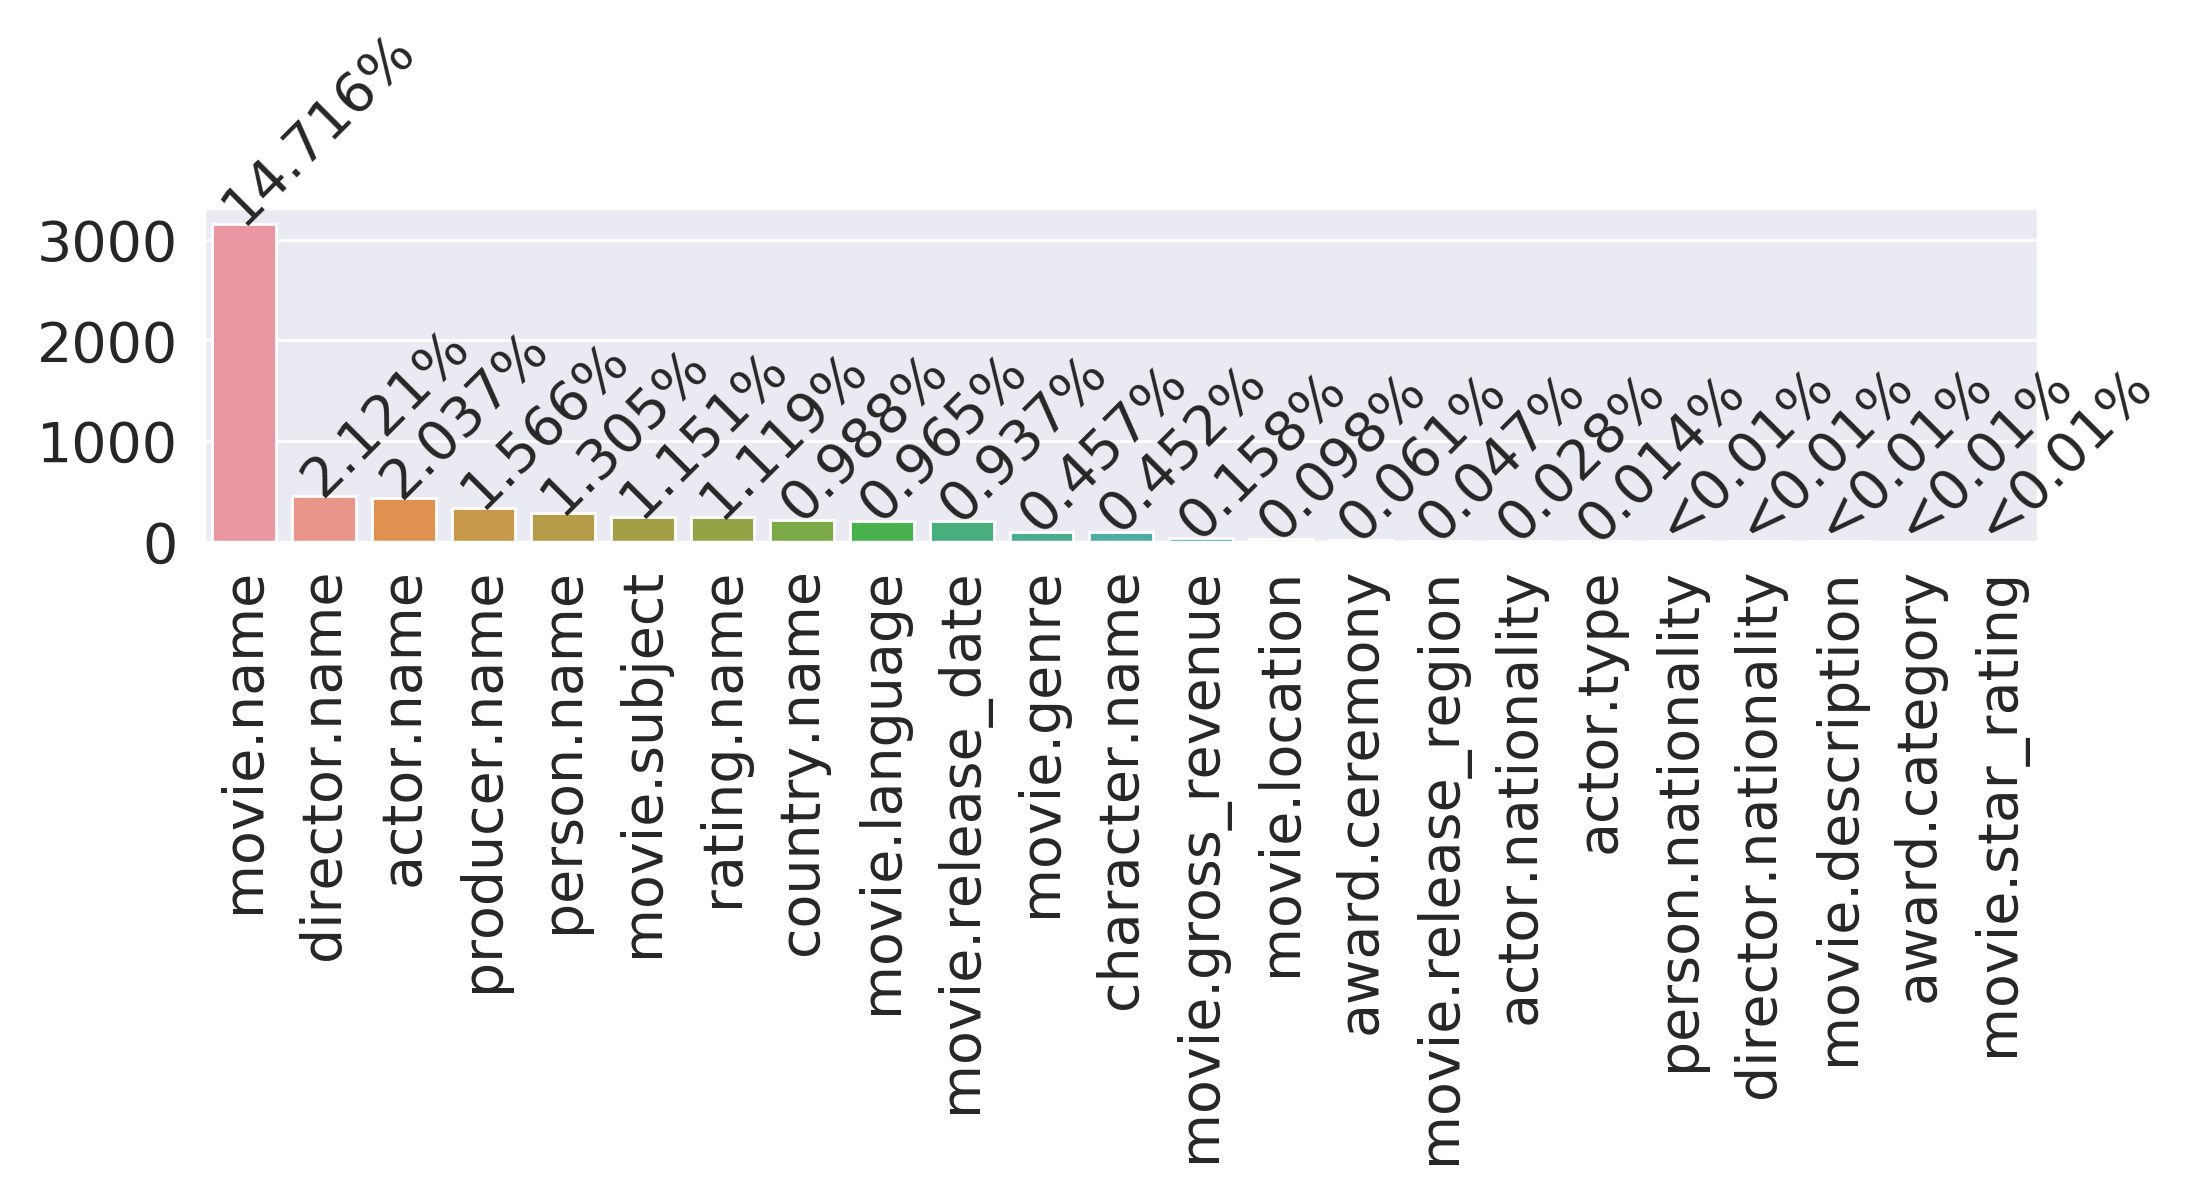 14.716%
2.121%
2.037%
1.566%
1.305%
1.151%
1.119%
0.988%
0.965%
0.937%
0.457%
0.452%
0.158%
0.098%
0.061%
0.047%
0.028%
0.014%
<0.01%
<0.01%
<0.01%
<0.01%
<0.01%
3000
2000
1000
0
movie.name
director.name
actor.name
producer.name
person.name
movie.subject
rating.name
country.name
movie.language
movie.release_date
movie.genre
character.name
movie.gross_revenue
movie.location
award.ceremony
movie.release_region
actor.nationality
actor.type
person.nationality
director.nationality
movie.description
award.category
movie.star_rating